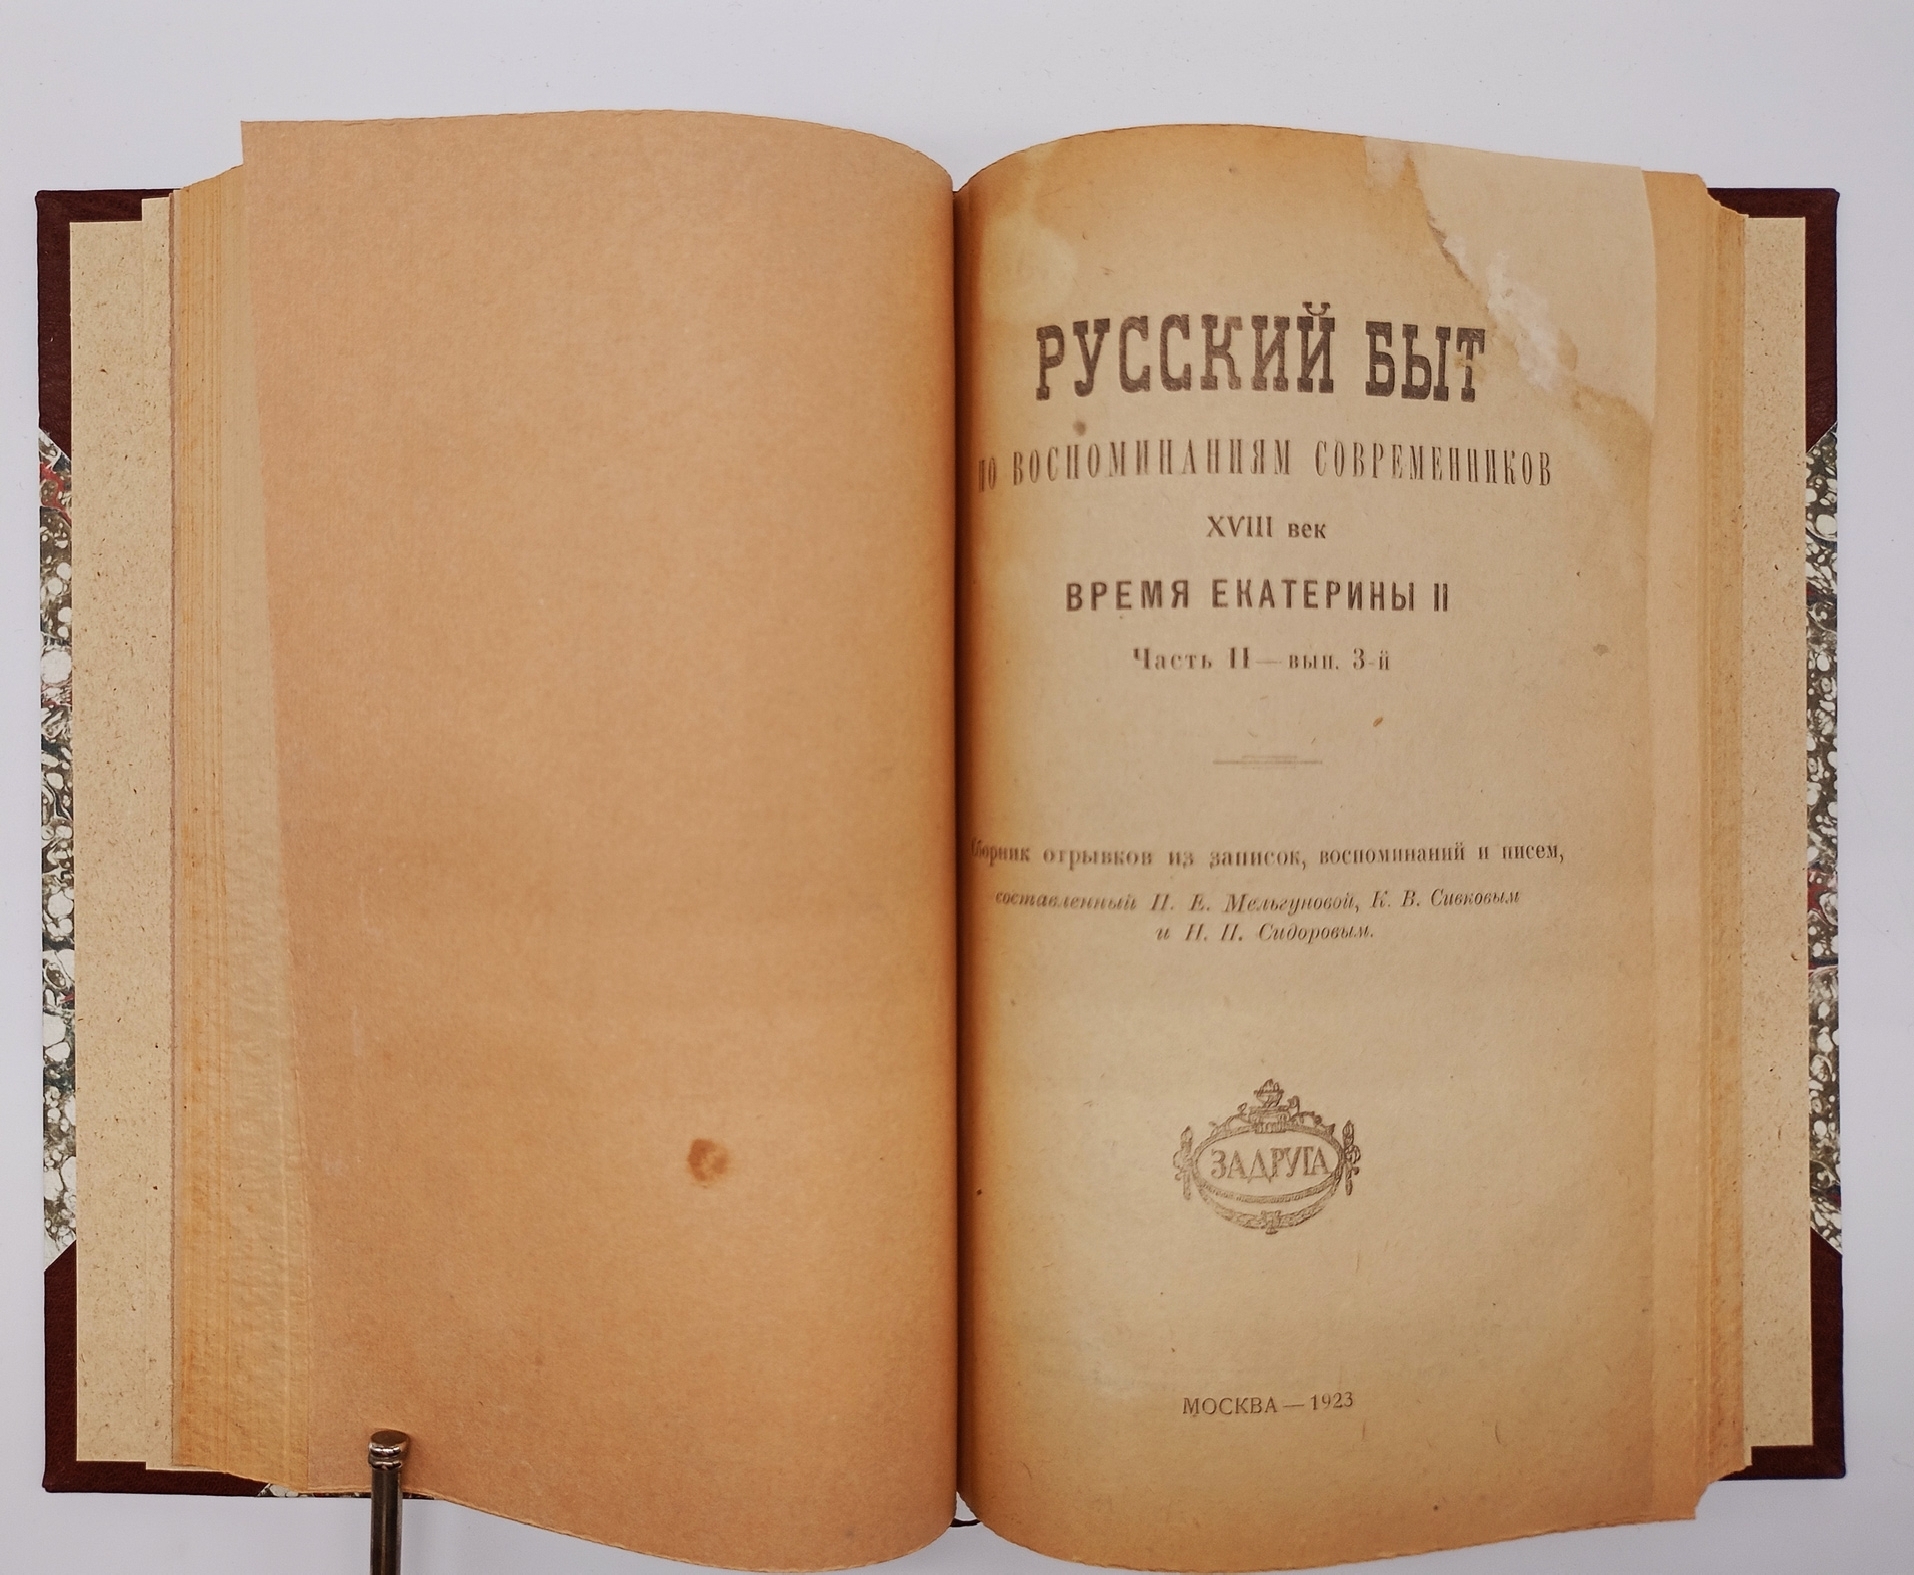 РУССКИЙ БЫТ
ПО ВОСПОМИНАНИЯМ СОВРЕМЕННИКОВ
XVIII век
ВРЕМЯ ЕКАТЕРИНЫ II
Часть II — вып. 3-й
Сборник отрывков из записок, воспоминаний и писем,
составленный П. Е. Мельгуновой, К. В. Сивковым
и Н. П. Сидоровым.
ЗАДРУГА
МОСКВА — 1923